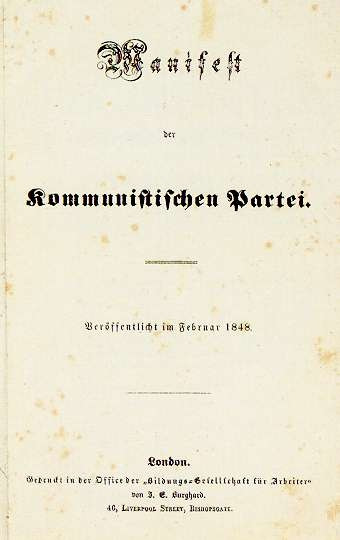 Manifest
der
Kommunistischen Partei.
Veröffentlicht im Februar 1848.
London.
Gedruckt in der Office der „Bildungs-Gesellschaft für Arbeiter“
von J. E. Burghard.
46, LIVERPOOL STREET, BISHOPSGATE.